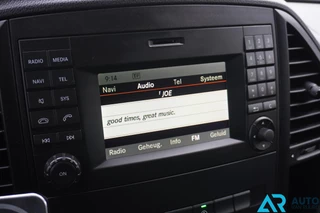 RADIO MEDIA
9:14
Navi Audio Tel Systeem
NAVI TEL
JOE
good times, great music.
Radio Geheug. Info FM Geluid
ON
AR AUTO